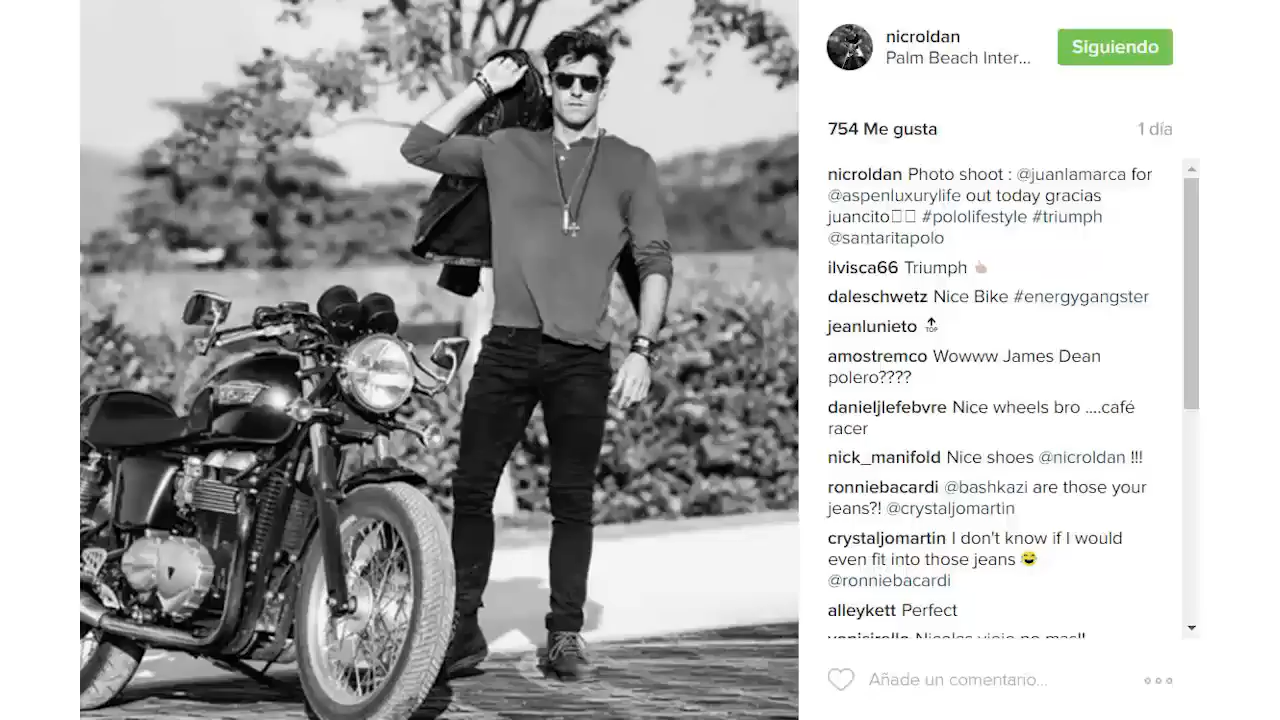 nicroldan
Palm Beach Inter...
Siguiendo
754 Me gusta
1 día
nicroldan Photo shoot : @juanlamarca for
@aspenluxurylife out today gracias
juancito #pololifestyle #triumph
@santaritapolo
ilvisca66 Triumph
daleschwetz Nice Bike #energygangster
jeanlunieto TOP
amostremco Wowww James Dean
polero????
danieljlefebvre Nice wheels bro ....café
racer
nick_manifold Nice shoes @nicroldan !!!
ronniebacardi @bashkazi are those your
jeans?! @crystaljomartin
crystaljomartin I don't know if I would
even fit into those jeans 😂
@ronniebacardi
alleykett Perfect
Añade un comentario...